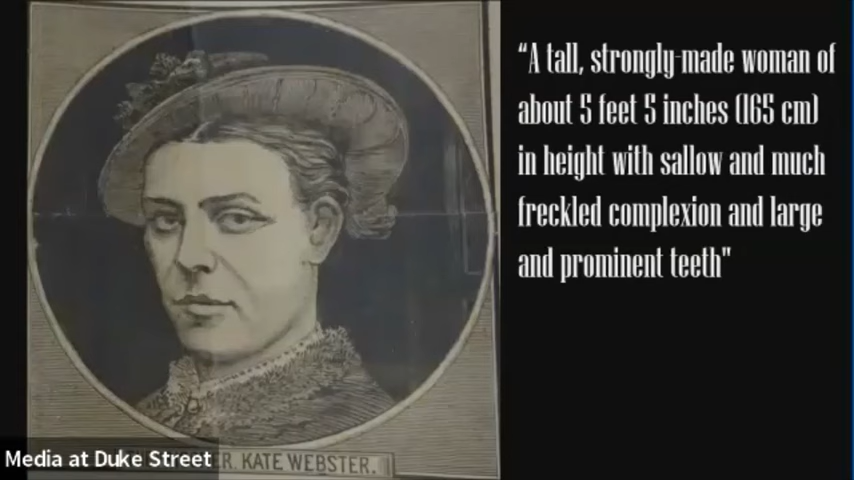 “A tall, strongly-made woman of
about 5 feet 5 inches (165 cm)
in height with sallow and much
freckled complexion and large
and prominent teeth"
ER. KATE WEBSTER.
Media at Duke Street